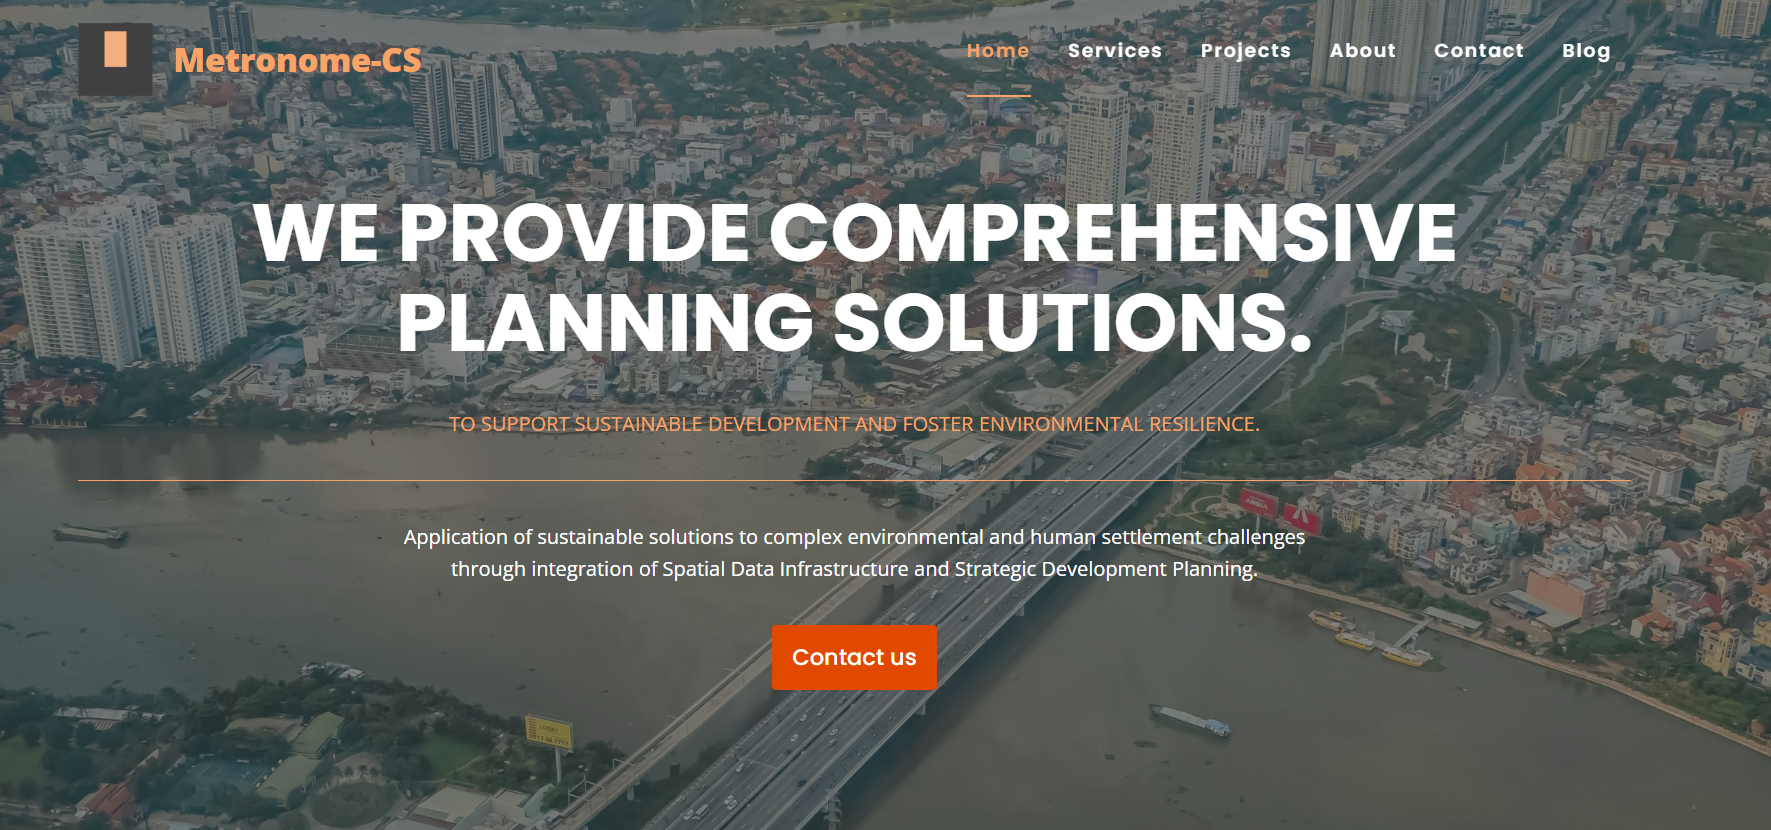 Metronome-CS
Home Services Projects About Contact Blog
WE PROVIDE COMPREHENSIVE
PLANNING SOLUTIONS.
TO SUPPORT SUSTAINABLE DEVELOPMENT AND FOSTER ENVIRONMENTAL RESILIENCE.
Application of sustainable solutions to complex environmental and human settlement challenges
through integration of Spatial Data Infrastructure and Strategic Development Planning.
Contact us